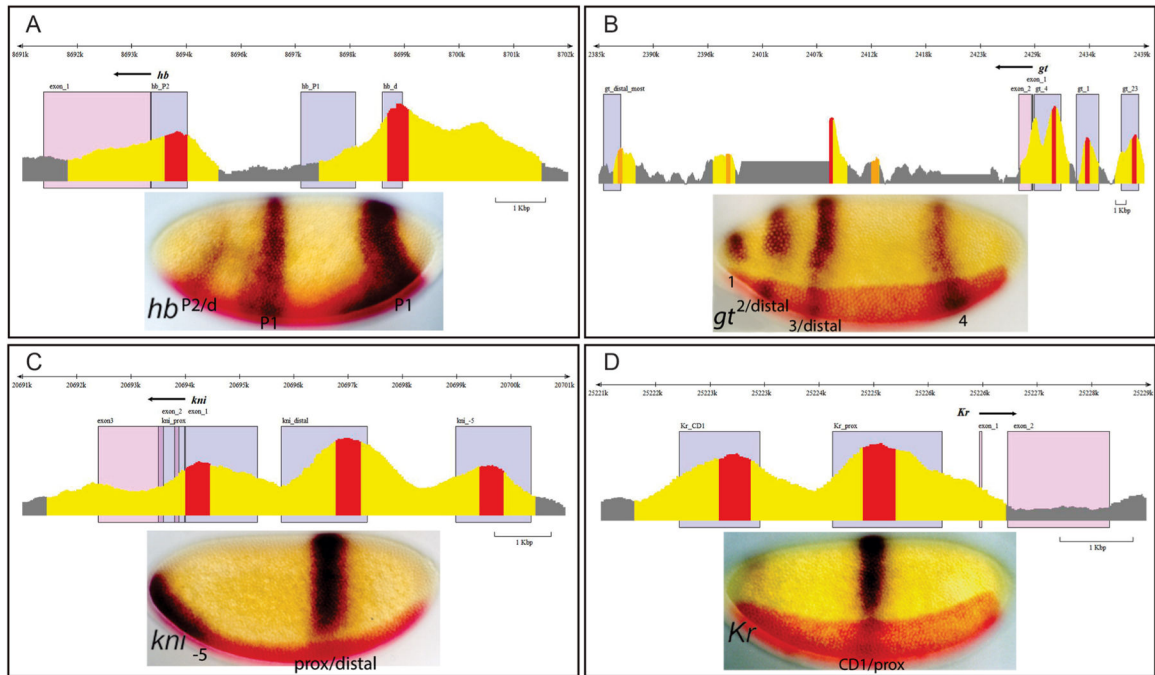 A
8691k 8692k 8693k 8694k 8696k 8697k 8698k 8699k 8700k 8701k 8702k
hb
exon_1 hb_P2 hb_P1 hb_d
1 Kbp
hb P2/d P1 P1
B
2385k 2390k 2396k 2401k 2407k 2412k 2418k 2423k 2429k 2434k 2439k
gt
exon_1
gt_distal_most exon_2 gt_4 gt_1 gt_23
1 Kbp
1
gt 2/distal
3/distal
4
C
20691k 20692k 20693k 20694k 20695k 20696k 20697k 20698k 20699k 20700k 20701k
kni
exon_2 exon_1
exon3 kni_prox kni_distal kni_-5
1 Kbp
kni -5
prox/distal
D
25221k 25222k 25223k 25224k 25225k 25226k 25227k 25228k 25229k
Kr
Kr_CD1 Kr_prox exon_1 exon_2
1 Kbp
Kr
CD1/prox